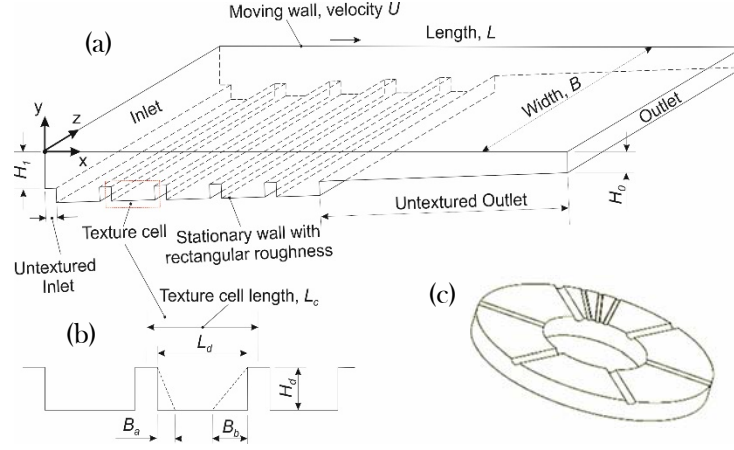 (a)
Moving wall, velocity U
Length, L
Inlet
Width, B
Outlet
y
z
x
H1
H0
Texture cell
Stationary wall with
rectangular roughness
Untextured Outlet
Untextured
Inlet
Texture cell length, Lc
(b)
Ld
Hd
Ba
Bb
(c)